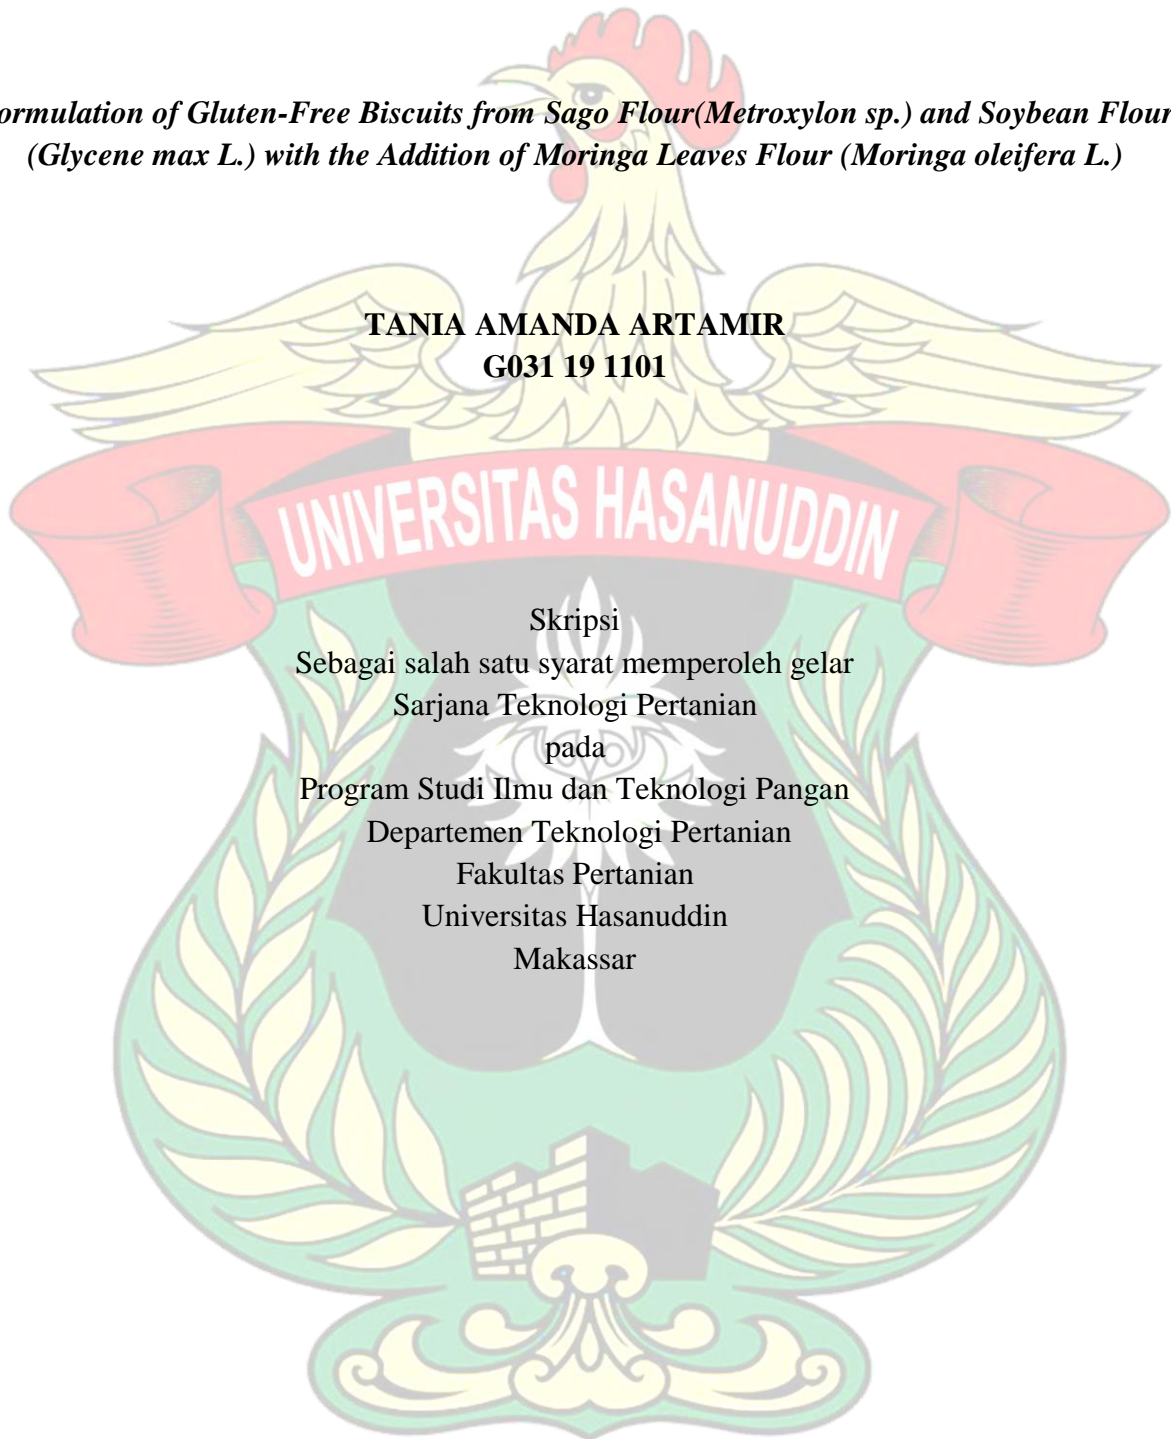 ormulation of Gluten-Free Biscuits from Sago Flour(Metroxylon sp.) and Soybean Flour
(Glycene max L.) with the Addition of Moringa Leaves Flour (Moringa oleifera L.)
TANIA AMANDA ARTAMIR
G031 19 1101
UNIVERSITAS HASANUDDIN
Skripsi
Sebagai salah satu syarat memperoleh gelar
Sarjana Teknologi Pertanian
pada
Program Studi Ilmu dan Teknologi Pangan
Departemen Teknologi Pertanian
Fakultas Pertanian
Universitas Hasanuddin
Makassar